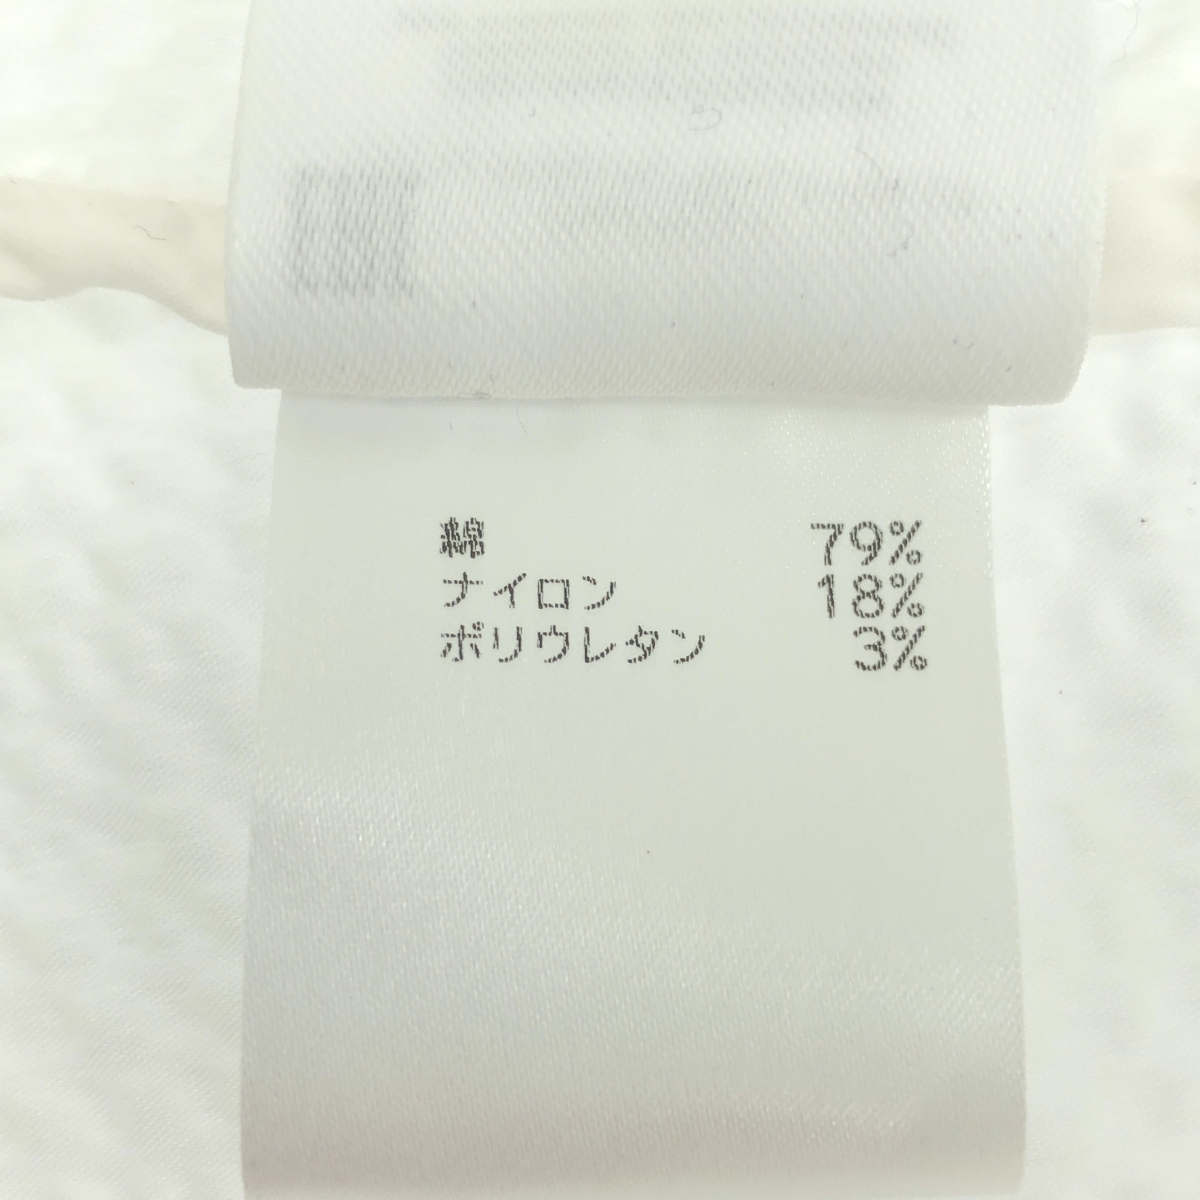 綿 79%
ナイロン 18%
ポリウレタン 3%